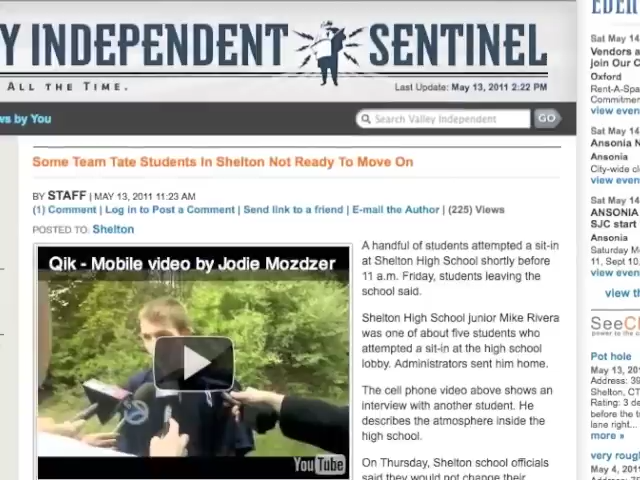 Y INDEPENDENT SENTINEL
ALL THE TIME.
Last Update: May 13, 2011 2:22 PM
ws by You
Search Valley Independent
GO
Some Team Tate Students In Shelton Not Ready To Move On
BY STAFF | MAY 13, 2011 11:23 AM
(1) Comment | Log in to Post a Comment | Send link to a friend | E-mail the Author | (225) Views
POSTED TO: Shelton
Qik - Mobile video by Jodie Mozdzer
YouTube
A handful of students attempted a sit-in
at Shelton High School shortly before
11 a.m. Friday, students leaving the
school said.
Shelton High School junior Mike Rivera
was one of about five students who
attempted a sit-in at the high school
lobby. Administrators sent him home.
The cell phone video above shows an
interview with another student. He
describes the atmosphere inside the
high school.
On Thursday, Shelton school officials
said they would not change their
Sat May 14
Vendors a
join Our C
Oxford
Rent-A-Spa
Commitmen
view even
Sat May 14
Ansonia N
Ansonia
City-wide cl
view even
Sat May 14
ANSONIA
SJC start
Ansonia
Saturday M
11, Sept 10,
view even
view th
SeeC
power to the c
Pot hole
May 13, 201
Address: 39
Shelton, CT
Rating: 3 de
before the t
lane right...
more »
very roug
May 4, 2011